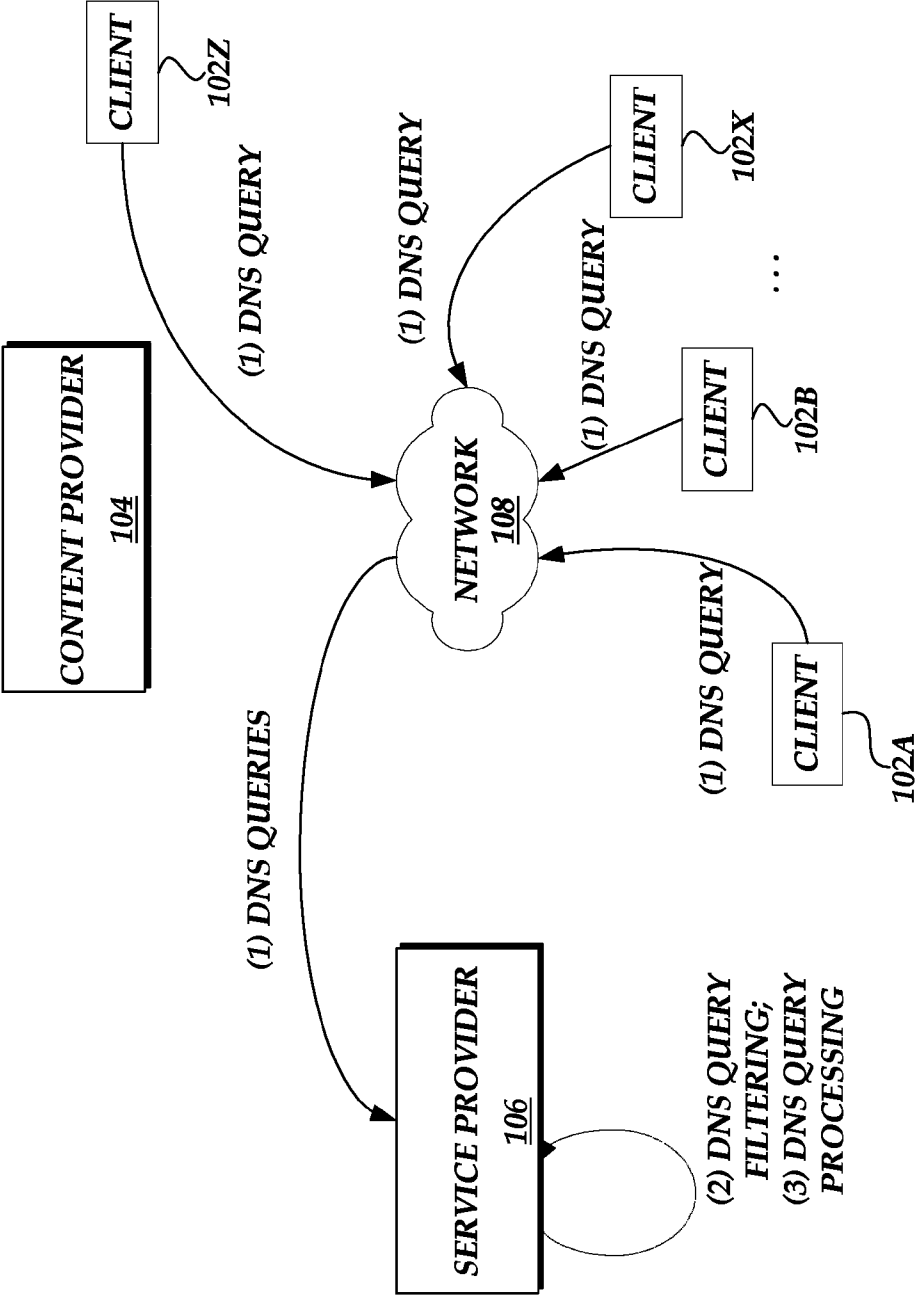 CONTENT PROVIDER
104
CLIENT
102Z
(1) DNS QUERY
(1) DNS QUERIES
(1) DNS QUERY
SERVICE PROVIDER
106
NETWORK
108
(1) DNS QUERY
CLIENT
102X
CLIENT
102B
...
(1) DNS QUERY
CLIENT
102A
(2) DNS QUERY
FILTERING;
(3) DNS QUERY
PROCESSING